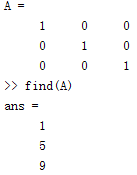 A =
1 0 0
0 1 0
0 0 1
>> find(A)
ans =
1
5
9